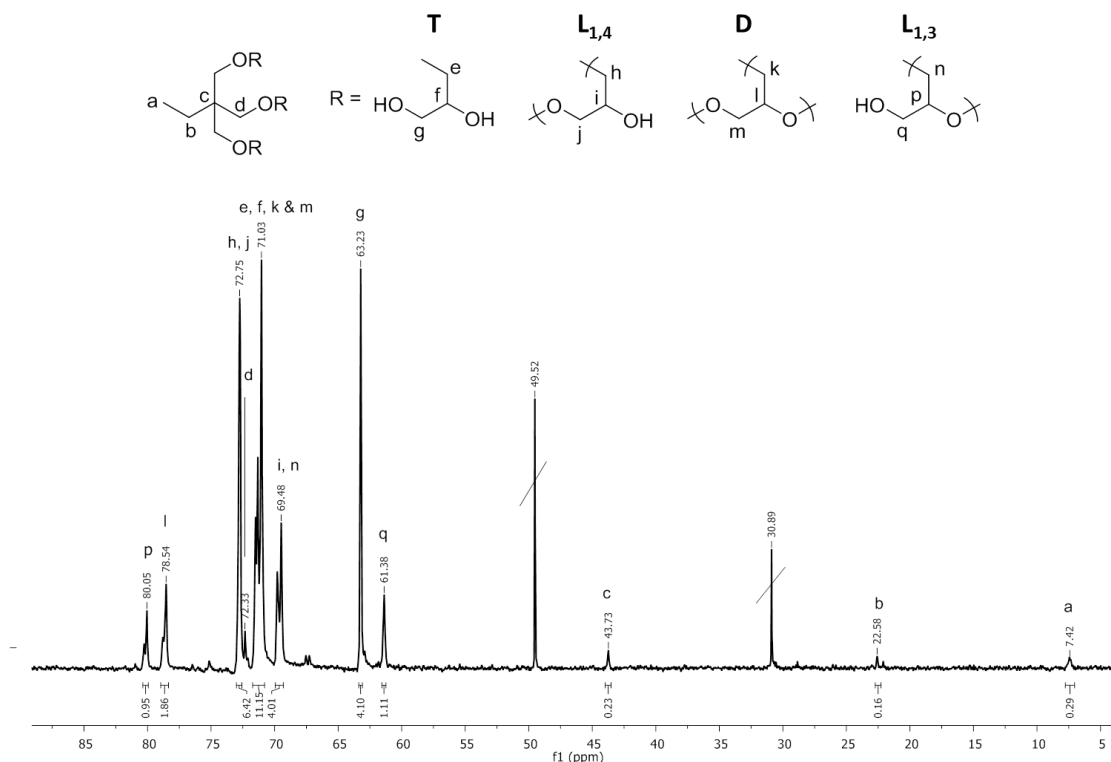 T L1,4 D L1,3
OR
a c d OR
b
OR
R =
e
f
HO OH
g
h
i
O OH
j
k
l
O O
m
n
p
HO O
q
e, f, k & m
h, j
d
i, n
g
l
p
q
c
b
a
80.05
78.54
72.75
72.33
71.03
69.48
63.23
61.38
49.52
43.73
30.89
22.58
7.42
0.95
1.86
6.42
11.15
4.01
4.10
1.11
0.23
0.16
0.29
85 80 75 70 65 60 55 50 45 40 35 30 25 20 15 10 5
f1 (ppm)